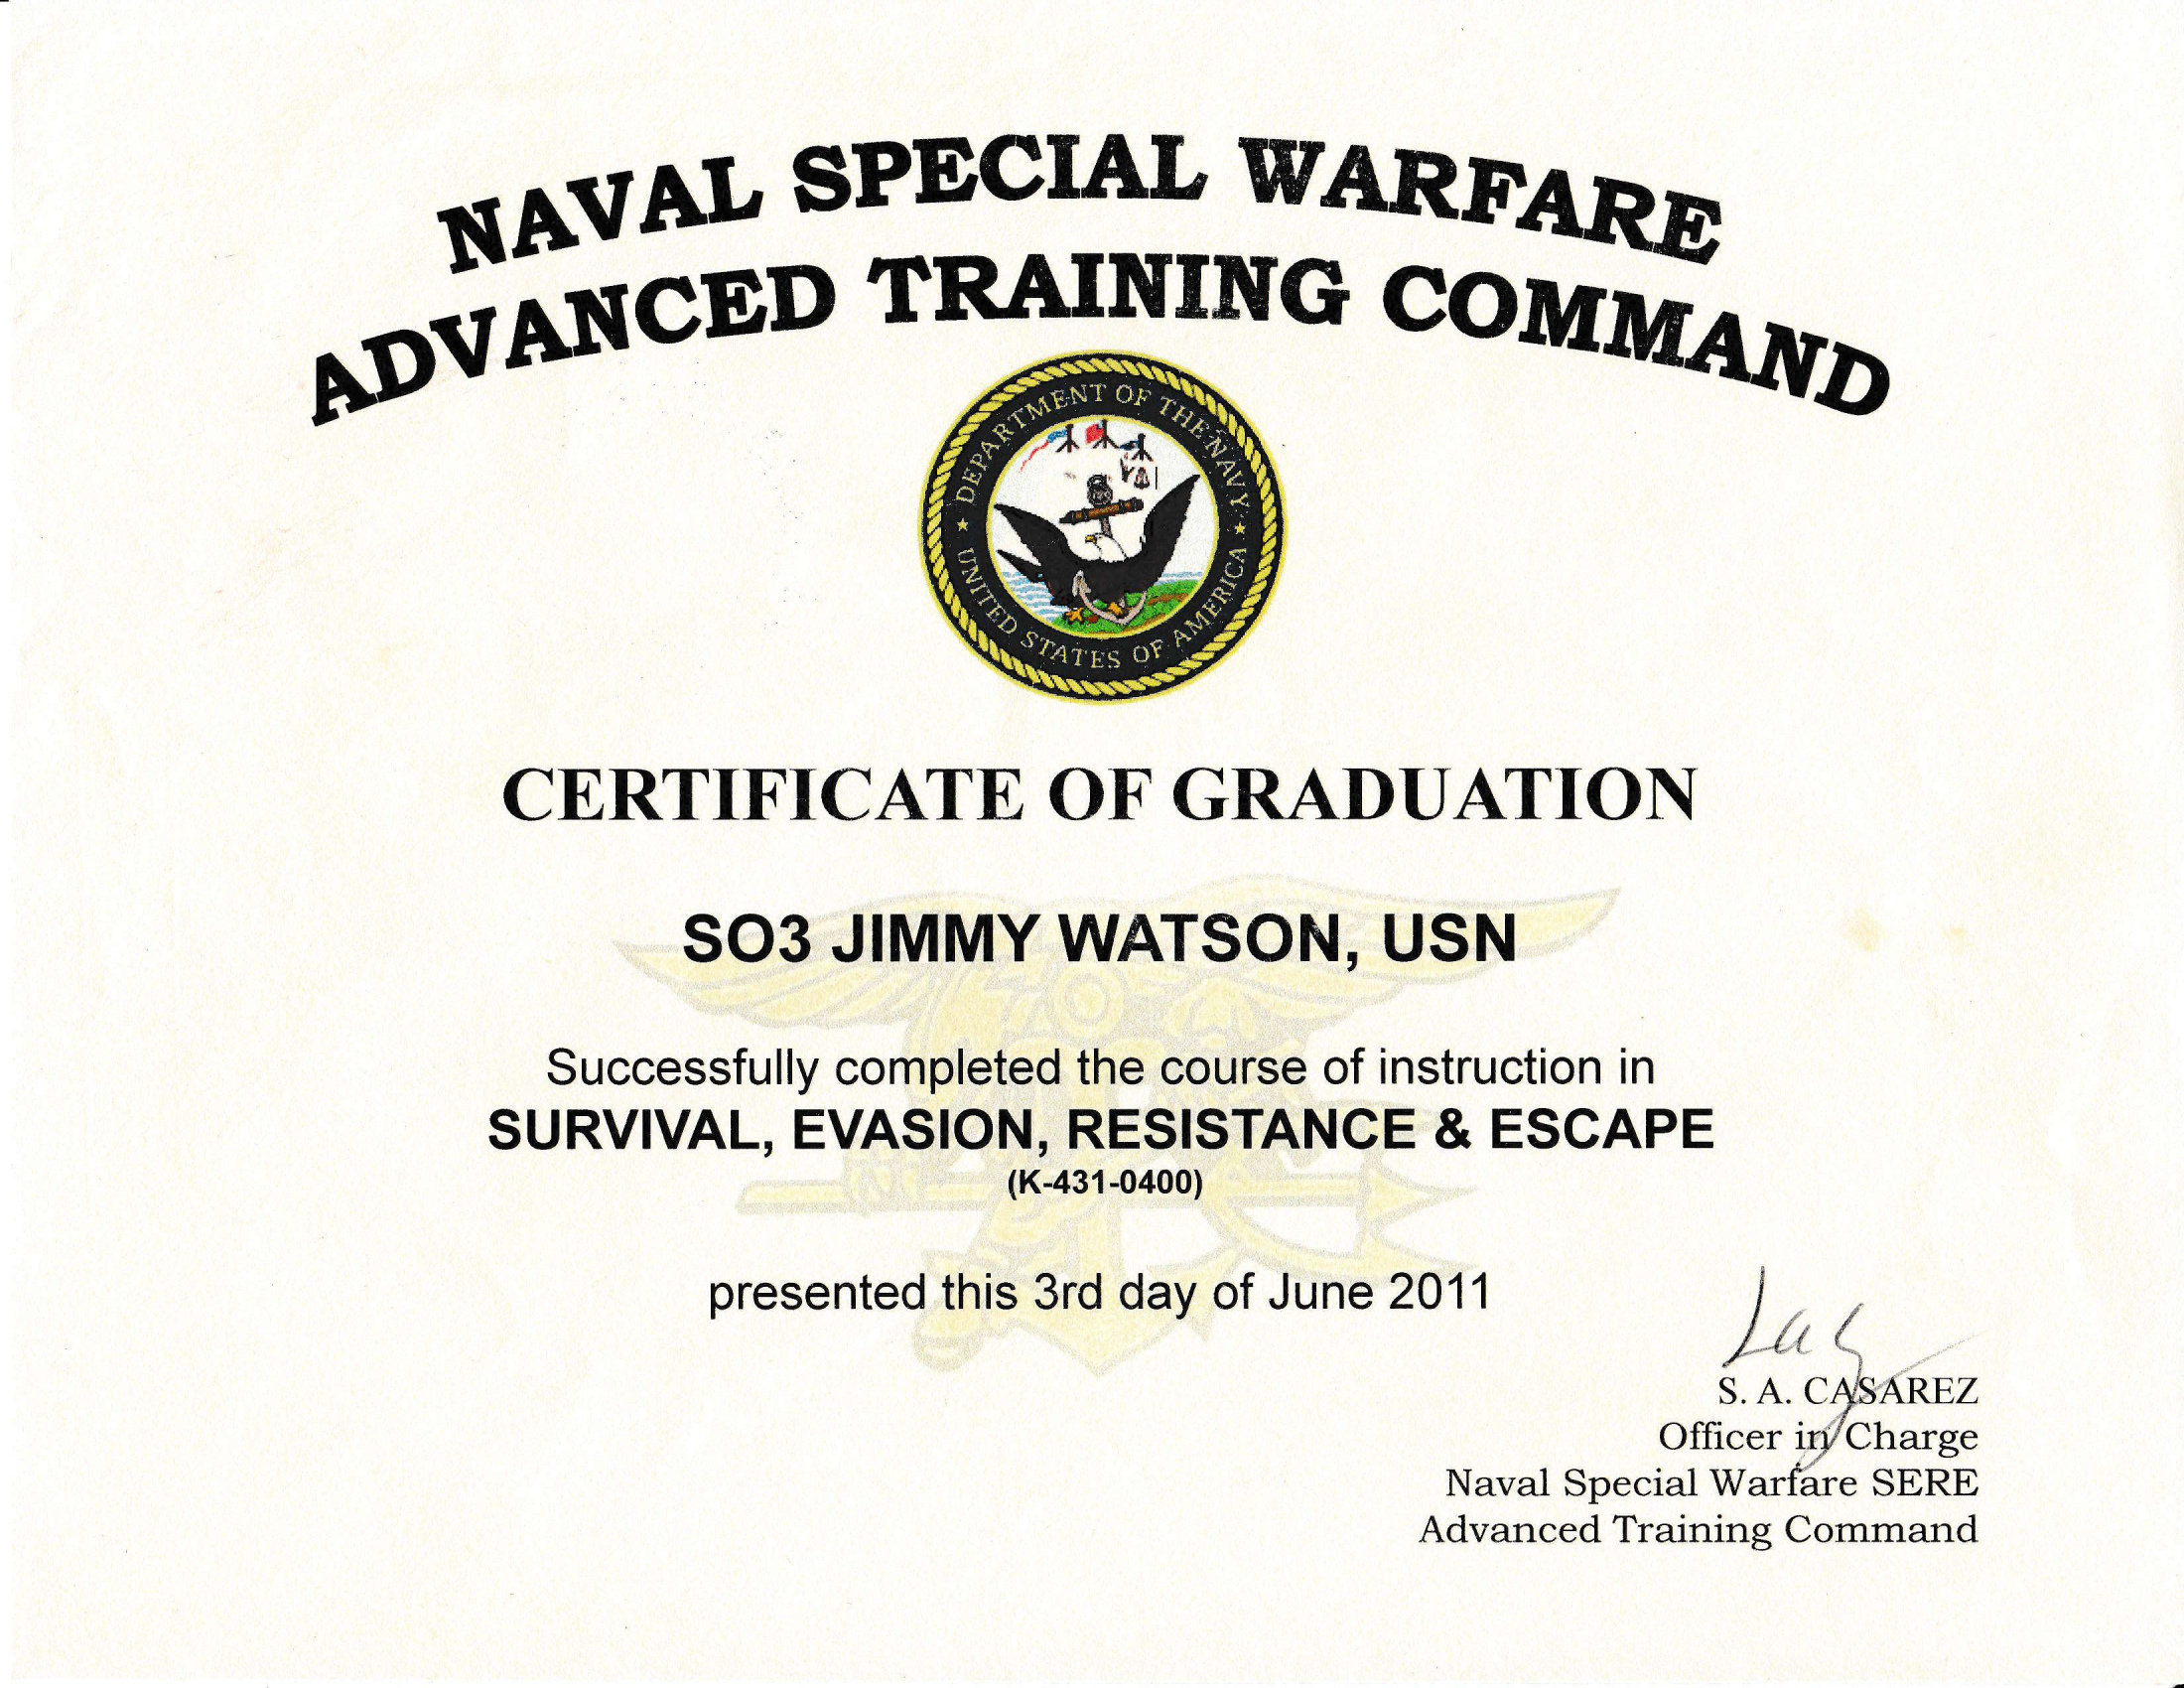 NAVAL SPECIAL WARFARE
ADVANCED TRAINING COMMAND
DEPARTMENT OF THE NAVY
UNITED STATES OF AMERICA
CERTIFICATE OF GRADUATION
SO3 JIMMY WATSON, USN
Successfully completed the course of instruction in
SURVIVAL, EVASION, RESISTANCE & ESCAPE
(K-431-0400)
presented this 3rd day of June 2011
S. A. CASAREZ
Officer in Charge
Naval Special Warfare SERE
Advanced Training Command